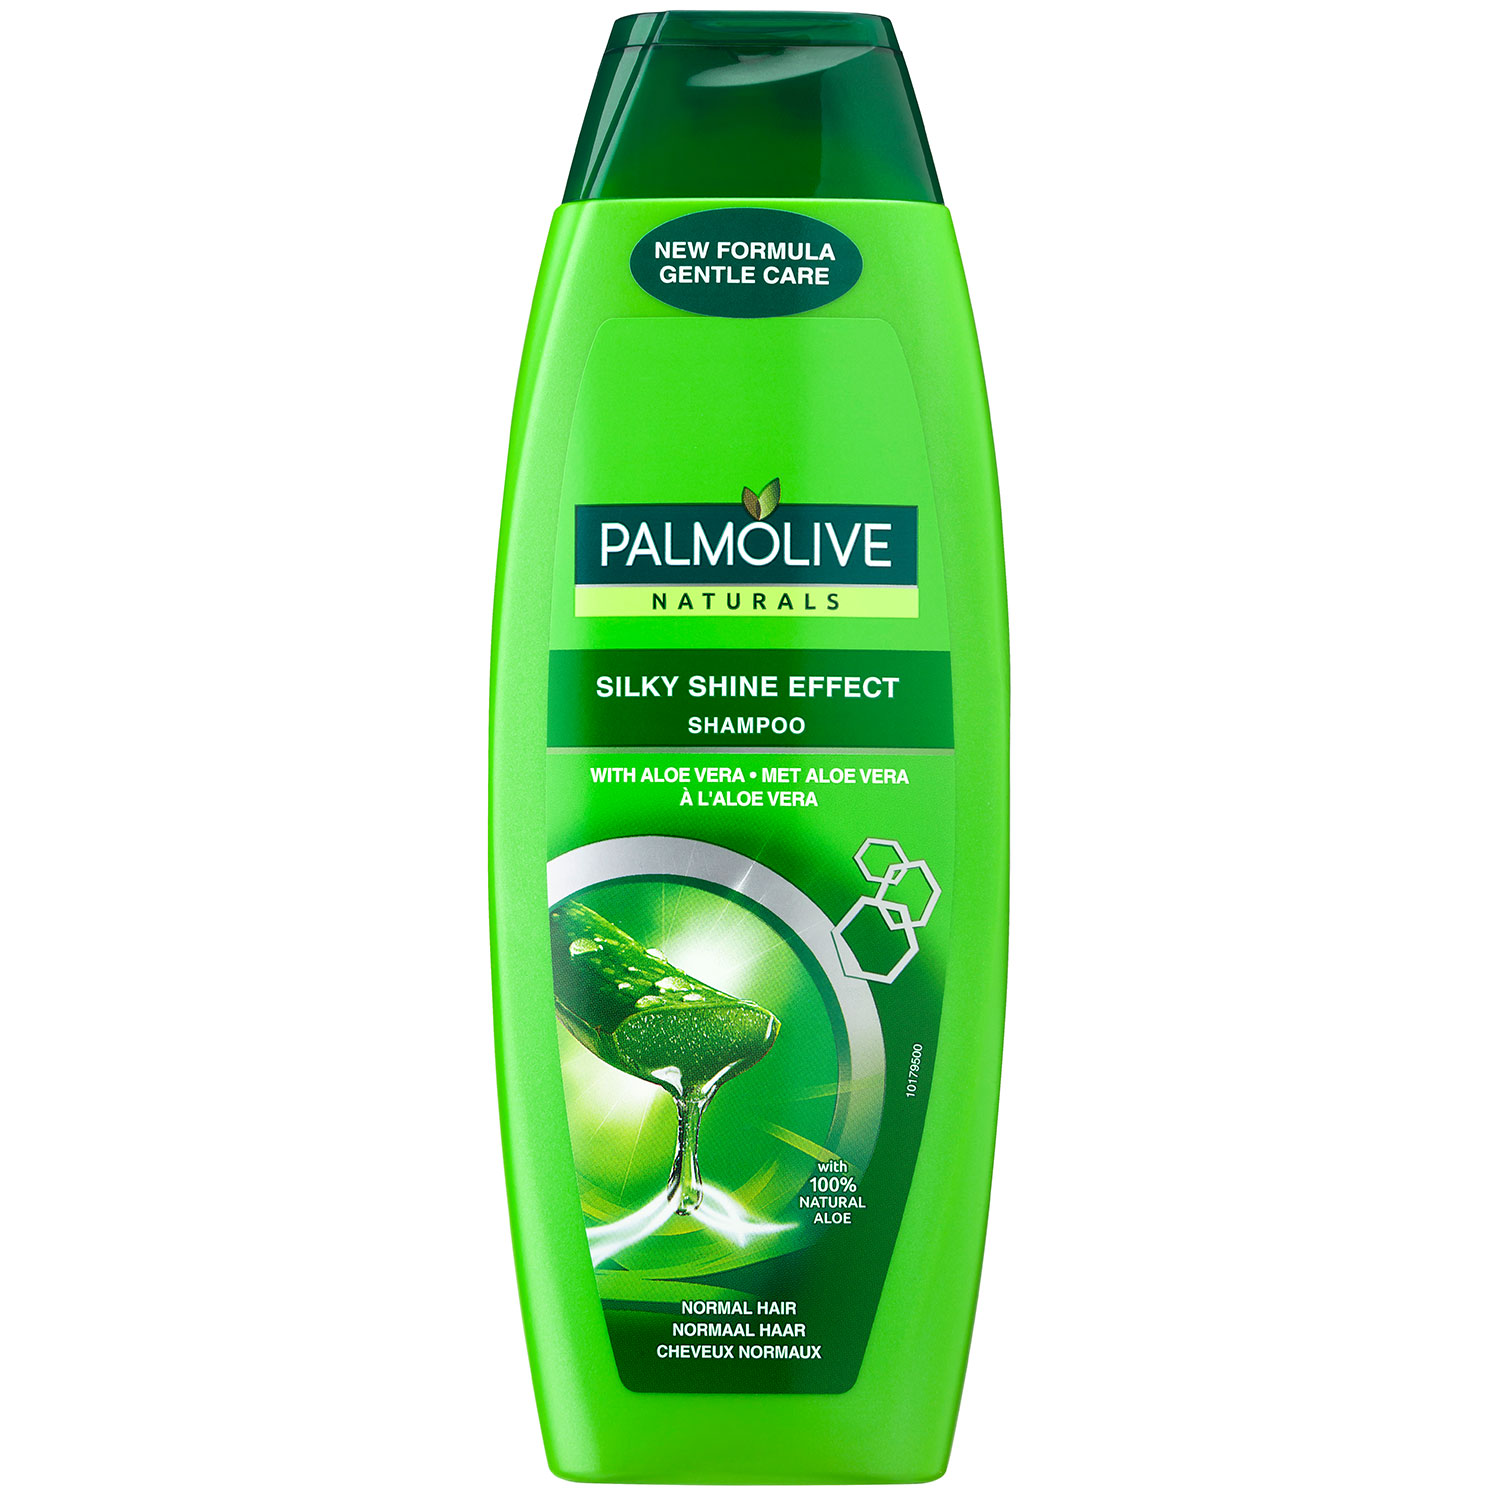 NEW FORMULA
GENTLE CARE
PALMOLIVE
NATURALS
SILKY SHINE EFFECT
SHAMPOO
WITH ALOE VERA • MET ALOE VERA
À L'ALOE VERA
10179500
with
100%
NATURAL
ALOE
NORMAL HAIR
NORMAAL HAAR
CHEVEUX NORMAUX